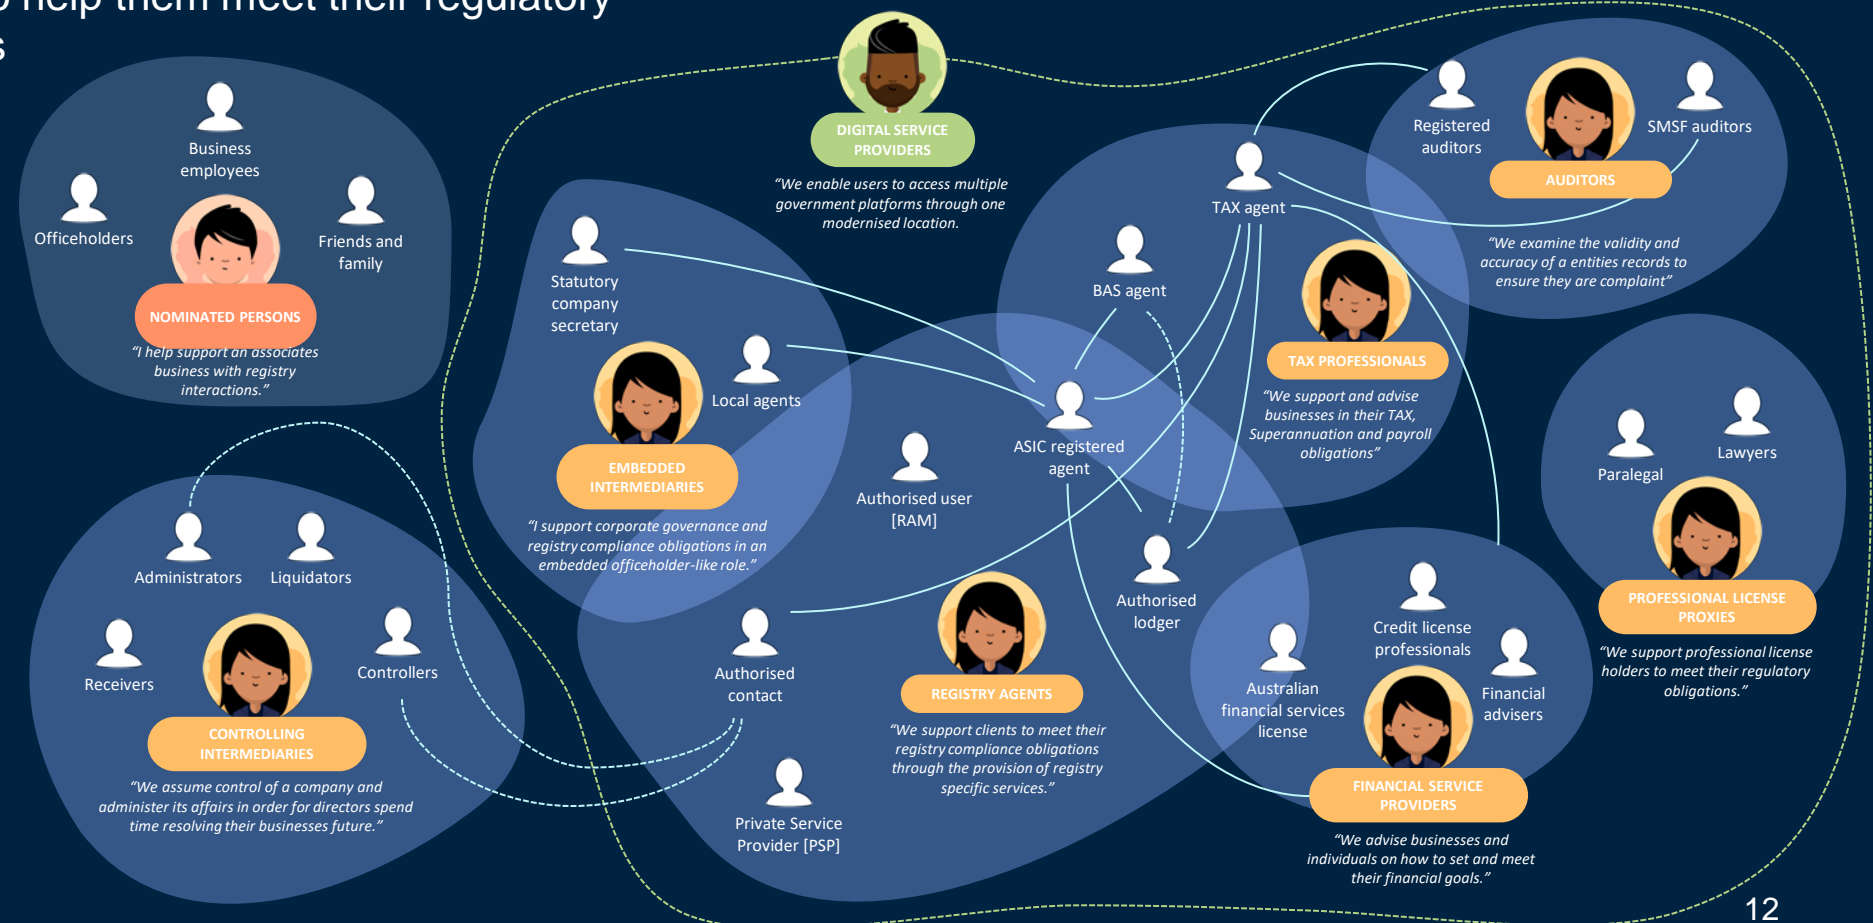 o help them meet their regulatory
s
Business
employees
Officeholders
Friends and
family
NOMINATED PERSONS
“I help support an associates
business with registry
interactions.”
DIGITAL SERVICE
PROVIDERS
“We enable users to access multiple
government platforms through one
modernised location.
Registered
auditors
SMSF auditors
AUDITORS
“We examine the validity and
accuracy of a entities records to
ensure they are complaint”
TAX agent
BAS agent
TAX PROFESSIONALS
“We support and advise
businesses in their TAX,
Superannuation and payroll
obligations”
Statutory
company
secretary
Local agents
EMBEDDED
INTERMEDIARIES
“I support corporate governance and
registry compliance obligations in an
embedded officeholder-like role.”
ASIC registered
agent
Authorised user
[RAM]
Authorised
lodger
Authorised
contact
REGISTRY AGENTS
“We support clients to meet their
registry compliance obligations
through the provision of registry
specific services.”
Private Service
Provider [PSP]
Paralegal
Lawyers
PROFESSIONAL LICENSE
PROXIES
“We support professional license
holders to meet their regulatory
obligations.”
Administrators
Liquidators
Receivers
Controllers
CONTROLLING
INTERMEDIARIES
“We assume control of a company and
administer its affairs in order for directors spend
time resolving their businesses future.”
Credit license
professionals
Australian
financial services
license
Financial
advisers
FINANCIAL SERVICE
PROVIDERS
“We advise businesses and
individuals on how to set and meet
their financial goals.”
12